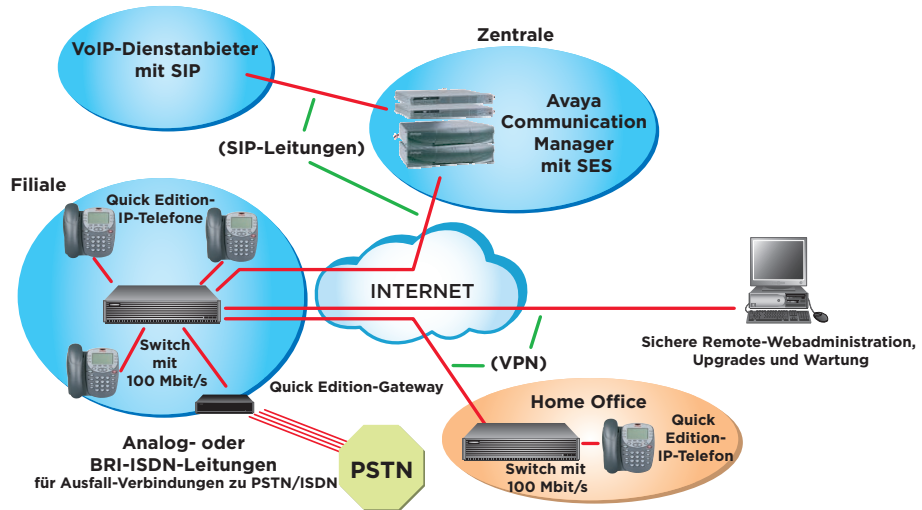 VoIP-Dienstanbieter
mit SIP
Zentrale
Avaya
Communication
Manager
mit SES
(SIP-Leitungen)
Filiale
Quick Edition-
IP-Telefone
INTERNET
Switch
mit
100 Mbit/s
Sichere Remote-Webadministration,
Upgrades und Wartung
(VPN)
Quick Edition-Gateway
Home Office
Quick
Edition-
IP-Telefon
Switch mit
100 Mbit/s
Analog- oder
BRI-ISDN-Leitungen
für Ausfall-Verbindungen zu PSTN/ISDN
PSTN